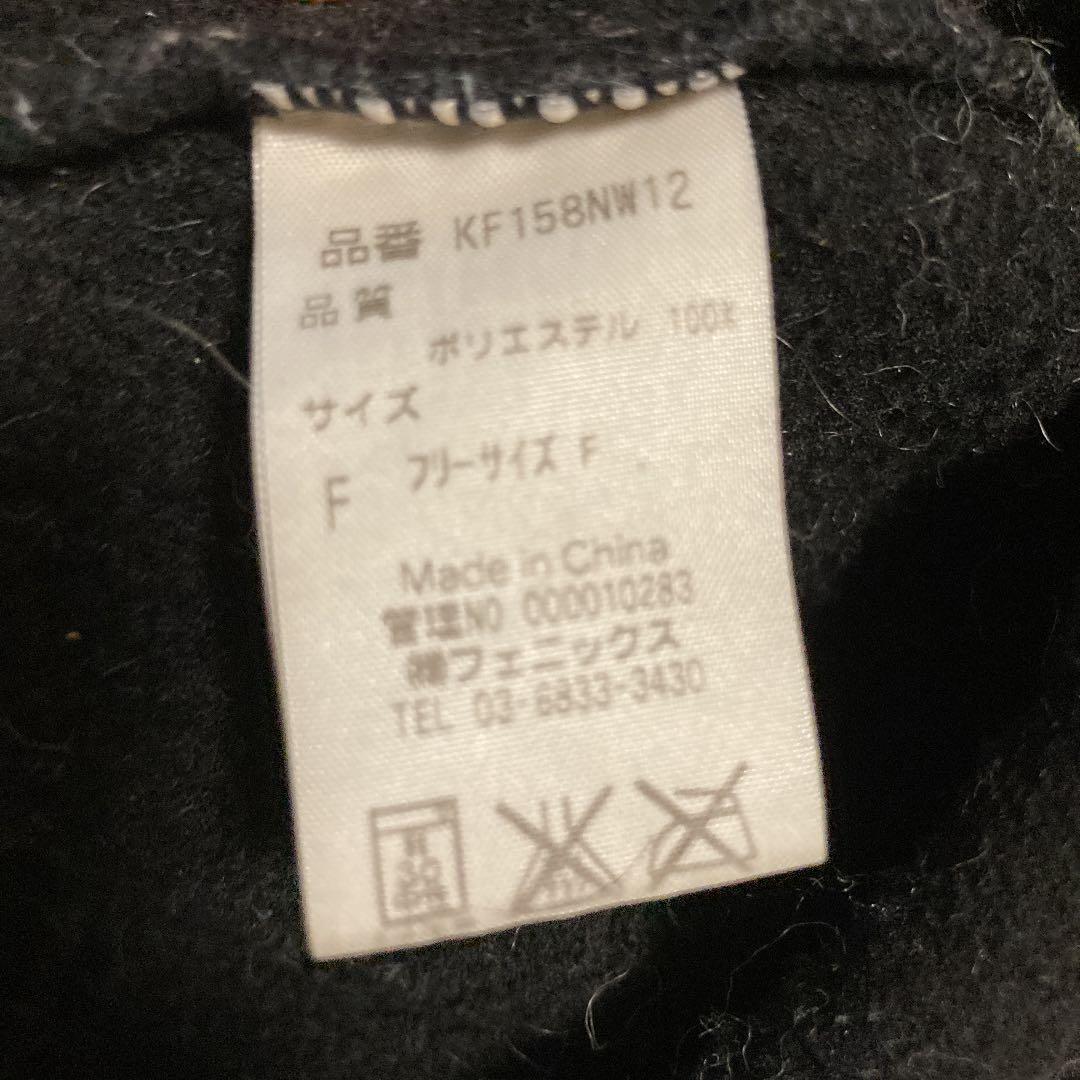 品番 KF158NW12
品質
ポリエステル 100%
サイズ
F フリーサイズ F
Made in China
管理NO 000010283
㈱フェニックス
TEL 03-6833-3430